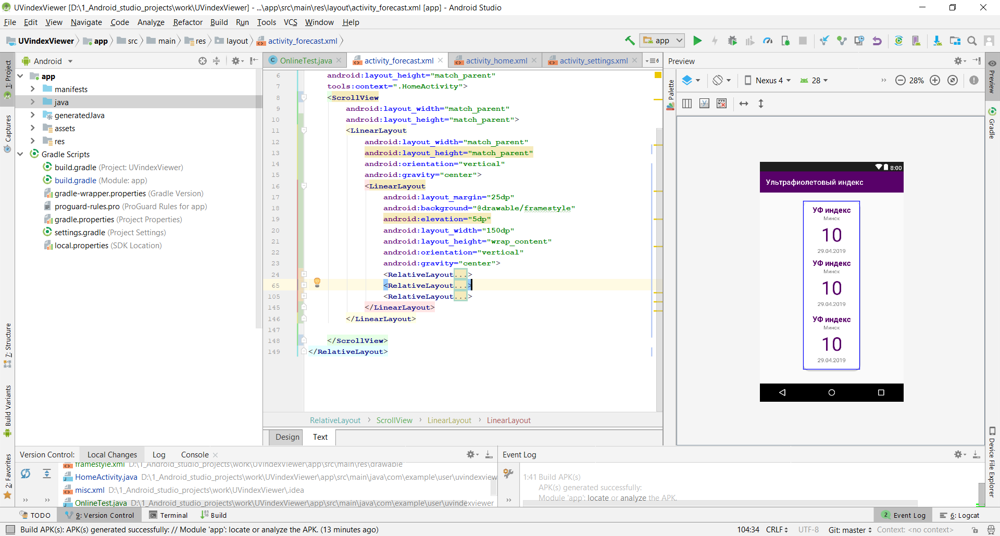 UVindexViewer [D:\1_Android_studio_projects\work\UVindexViewer] - ...\app\src\main\res\layout\activity_forecast.xml [app] - Android Studio
File Edit View Navigate Code Analyze Refactor Build Run Tools VCS Window Help
UVindexViewer app src main res layout activity_forecast.xml app
1: Project
Captures
7: Structure
Build Variants
2: Favorites
Android
app
manifests
java
generatedJava
assets
res
Gradle Scripts
build.gradle (Project: UVindexViewer)
build.gradle (Module: app)
gradle-wrapper.properties (Gradle Version)
proguard-rules.pro (ProGuard Rules for app)
gradle.properties (Project Properties)
settings.gradle (Project Settings)
local.properties (SDK Location)
OnlineTest.java activity_forecast.xml activity_home.xml activity_settings.xml 6
6 android:layout_height="match_parent"
7 tools:context=".HomeActivity">
8 <ScrollView
9 android:layout_width="match_parent"
10 android:layout_height="match_parent">
11 <LinearLayout
12 android:layout_width="match_parent"
13 android:layout_height="match_parent"
14 android:orientation="vertical"
15 android:gravity="center">
16 <LinearLayout
17 android:layout_margin="25dp"
18 android:background="@drawable/framestyle"
19 android:elevation="5dp"
20 android:layout_width="150dp"
21 android:layout_height="wrap_content"
22 android:orientation="vertical"
23 android:gravity="center">
24 <RelativeLayout...>
65 <RelativeLayout...>
105 <RelativeLayout...>
145 </LinearLayout>
146 </LinearLayout>
147
148 </ScrollView>
149 </RelativeLayout>
RelativeLayout ScrollView LinearLayout LinearLayout
Design Text
Preview
Palette
Nexus 4 28 28%
8:00
Ультрафиолетовый индекс
УФ индекс
Минск
10
29.04.2019
УФ индекс
Минск
10
29.04.2019
УФ индекс
Минск
10
29.04.2019
Preview
Gradle
Device File Explorer
Version Control: Local Changes Log Console
framestyle.xml D:\1_Android_studio_projects\work\UVindexViewer\app\src\main\res\drawable
HomeActivity.java D:\1_Android_studio_projects\work\UVindexViewer\app\src\main\java\com\example\user\uvindexview
misc.xml D:\1_Android_studio_projects\work\UVindexViewer\.idea
OnlineTest.java D:\1_Android_studio_projects\work\UVindexViewer\app\src\main\java\com\example\user\uvindexviewer
Event Log
1:41 Build APK(s)
APK(s) generated successfully:
Module 'app': locate or analyze the APK.
TODO 9: Version Control Terminal Build 2 Event Log 6: Logcat
Build APK(s): APK(s) generated successfully: // Module 'app': locate or analyze the APK. (13 minutes ago) 104:34 CRLF UTF-8 Git: master Context: <no context>